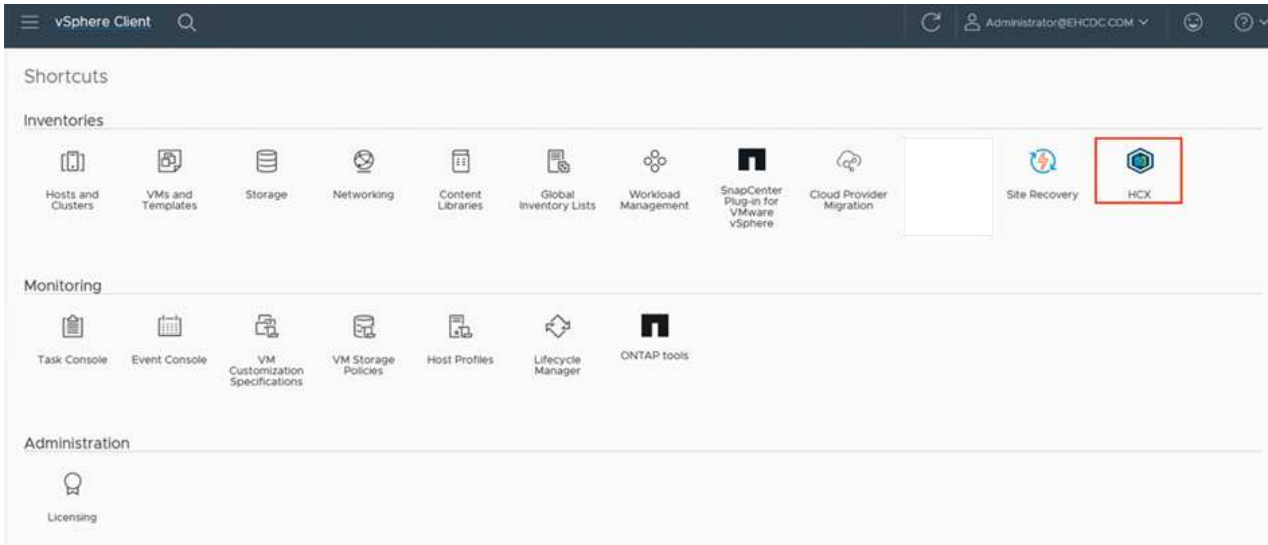 vSphere Client
Administrator@EHCDC.COM
Shortcuts
Inventories
Hosts and
Clusters
VMs and
Templates
Storage
Networking
Content
Libraries
Global
Inventory Lists
Workload
Management
SnapCenter
Plug-in for
VMware
vSphere
Cloud Provider
Migration
Site Recovery
HCX
Monitoring
Task Console
Event Console
VM
Customization
Specifications
VM Storage
Policies
Host Profiles
Lifecycle
Manager
ONTAP tools
Administration
Licensing